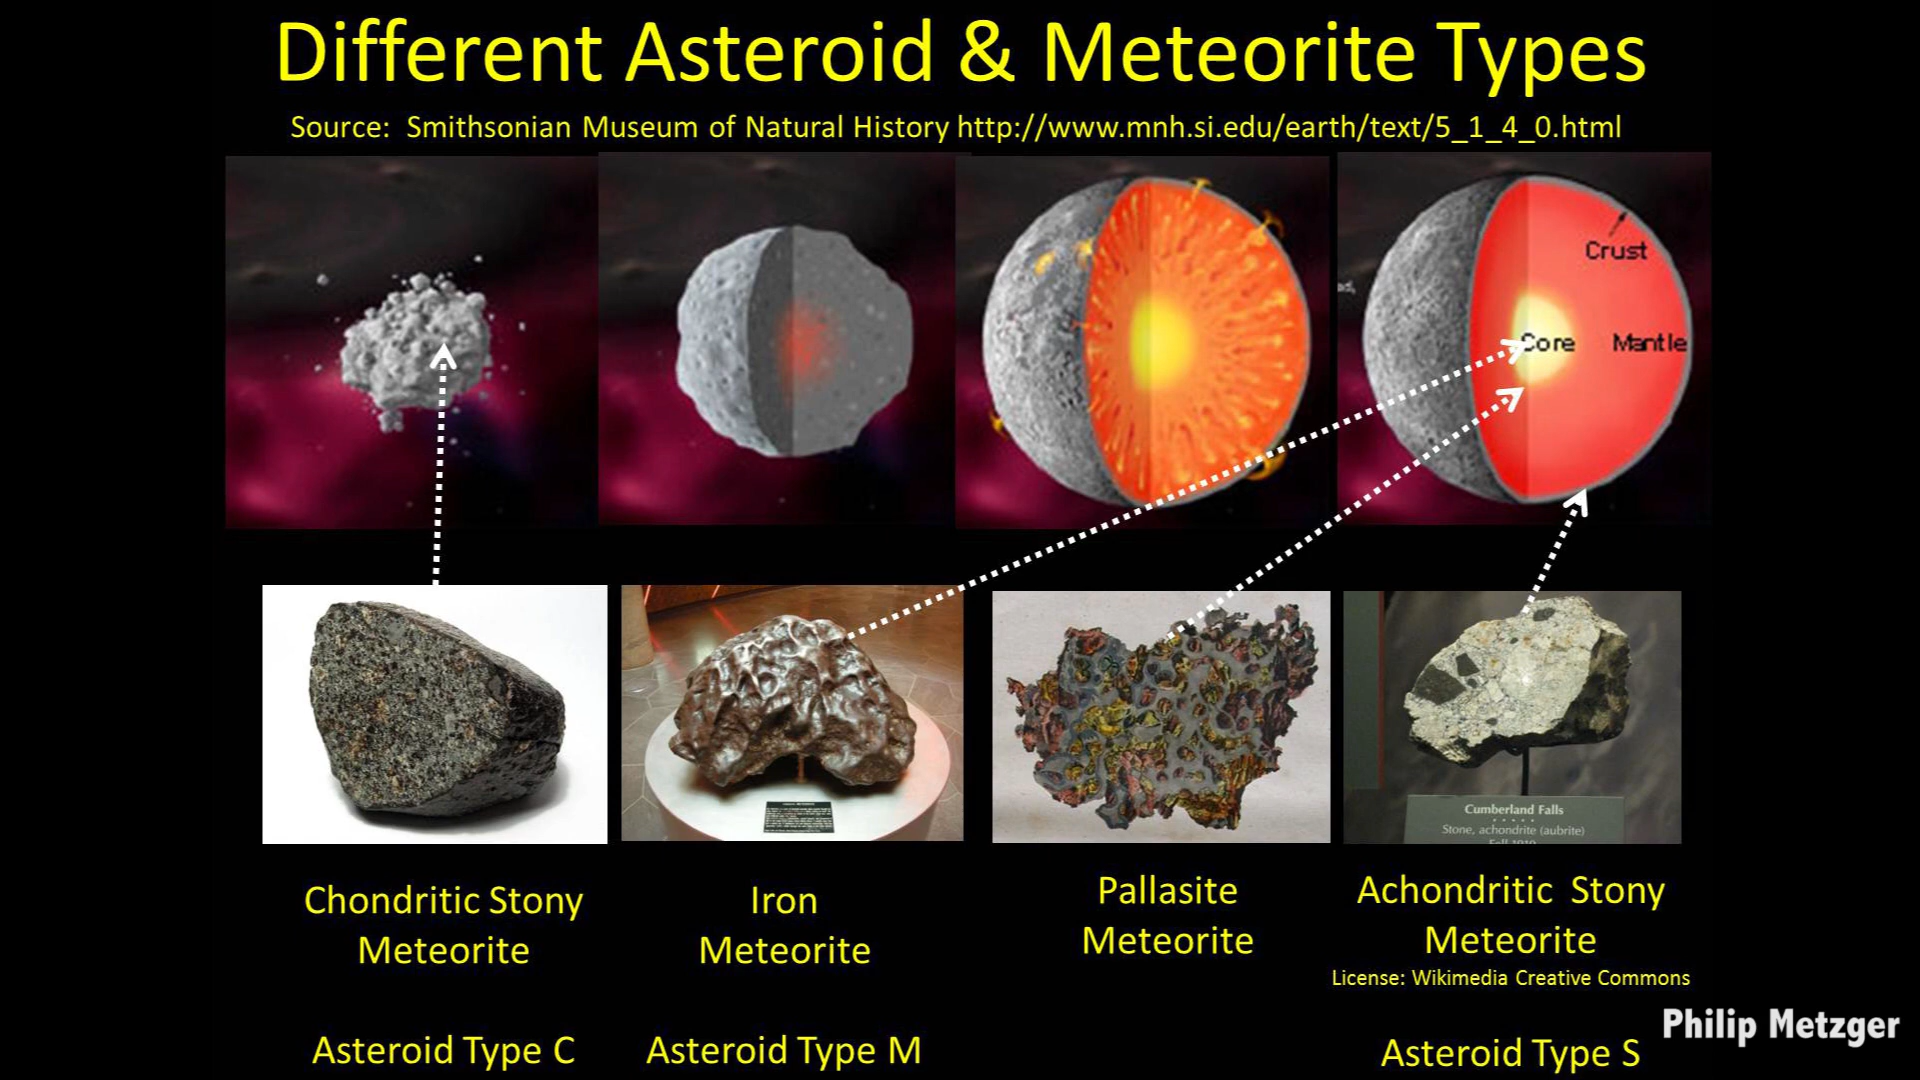 Different Asteroid & Meteorite Types
Source: Smithsonian Museum of Natural History http://www.mnh.si.edu/earth/text/5_1_4_0.html
Crust
Core
Mantle
Cumberland Falls
Stone, achondrite (aubrite)
Chondritic Stony
Meteorite
Iron
Meteorite
Pallasite
Meteorite
Achondritic Stony
Meteorite
License: Wikimedia Creative Commons
Philip Metzger
Asteroid Type C
Asteroid Type M
Asteroid Type S